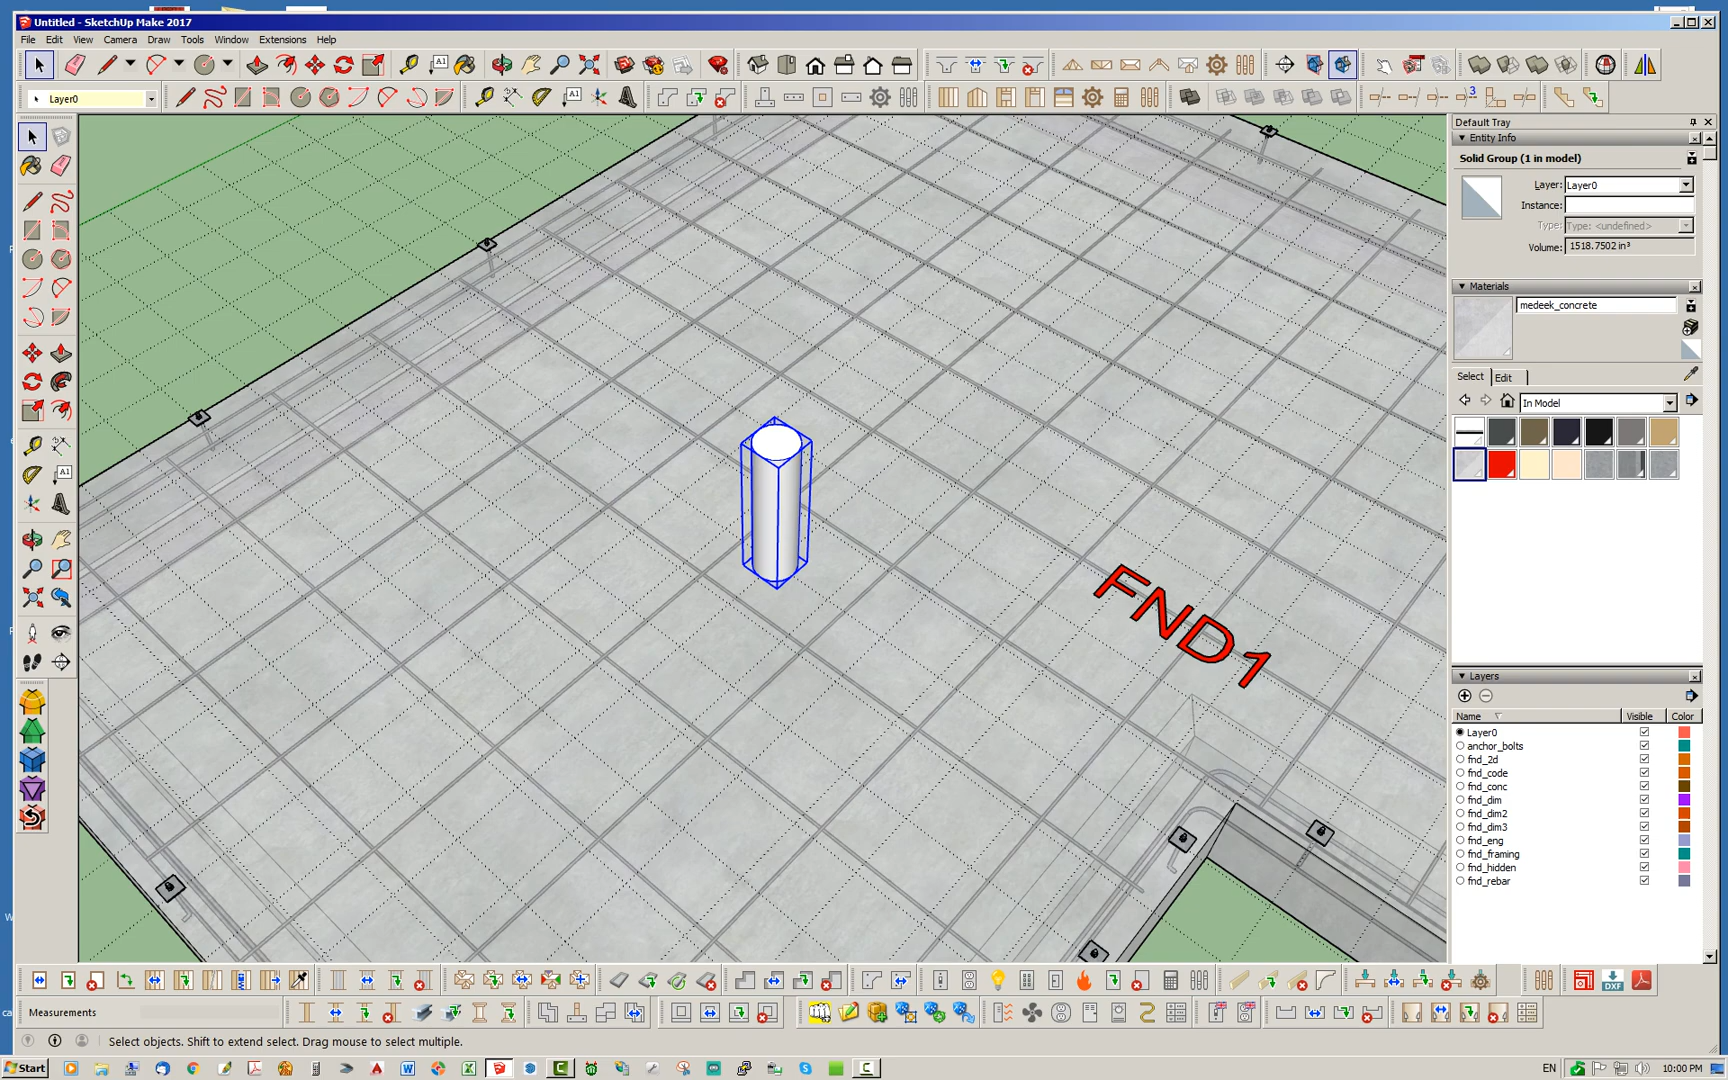 Untitled - SketchUp Make 2017
File Edit View Camera Draw Tools Window Extensions Help
Layer0
Default Tray
Entity Info
Solid Group (1 in model)
Layer: Layer0
Instance:
Type: Type: <undefined>
Volume: 1518.7502 in³
Materials
medeek_concrete
Select Edit
In Model
FND1
Layers
Name Visible Color
Layer0
anchor_bolts
fnd_2d
fnd_code
fnd_conc
fnd_dim
fnd_dim2
fnd_dim3
fnd_eng
fnd_framing
fnd_hidden
fnd_rebar
Measurements
Select objects. Shift to extend select. Drag mouse to select multiple.
Start EN 10:00 PM